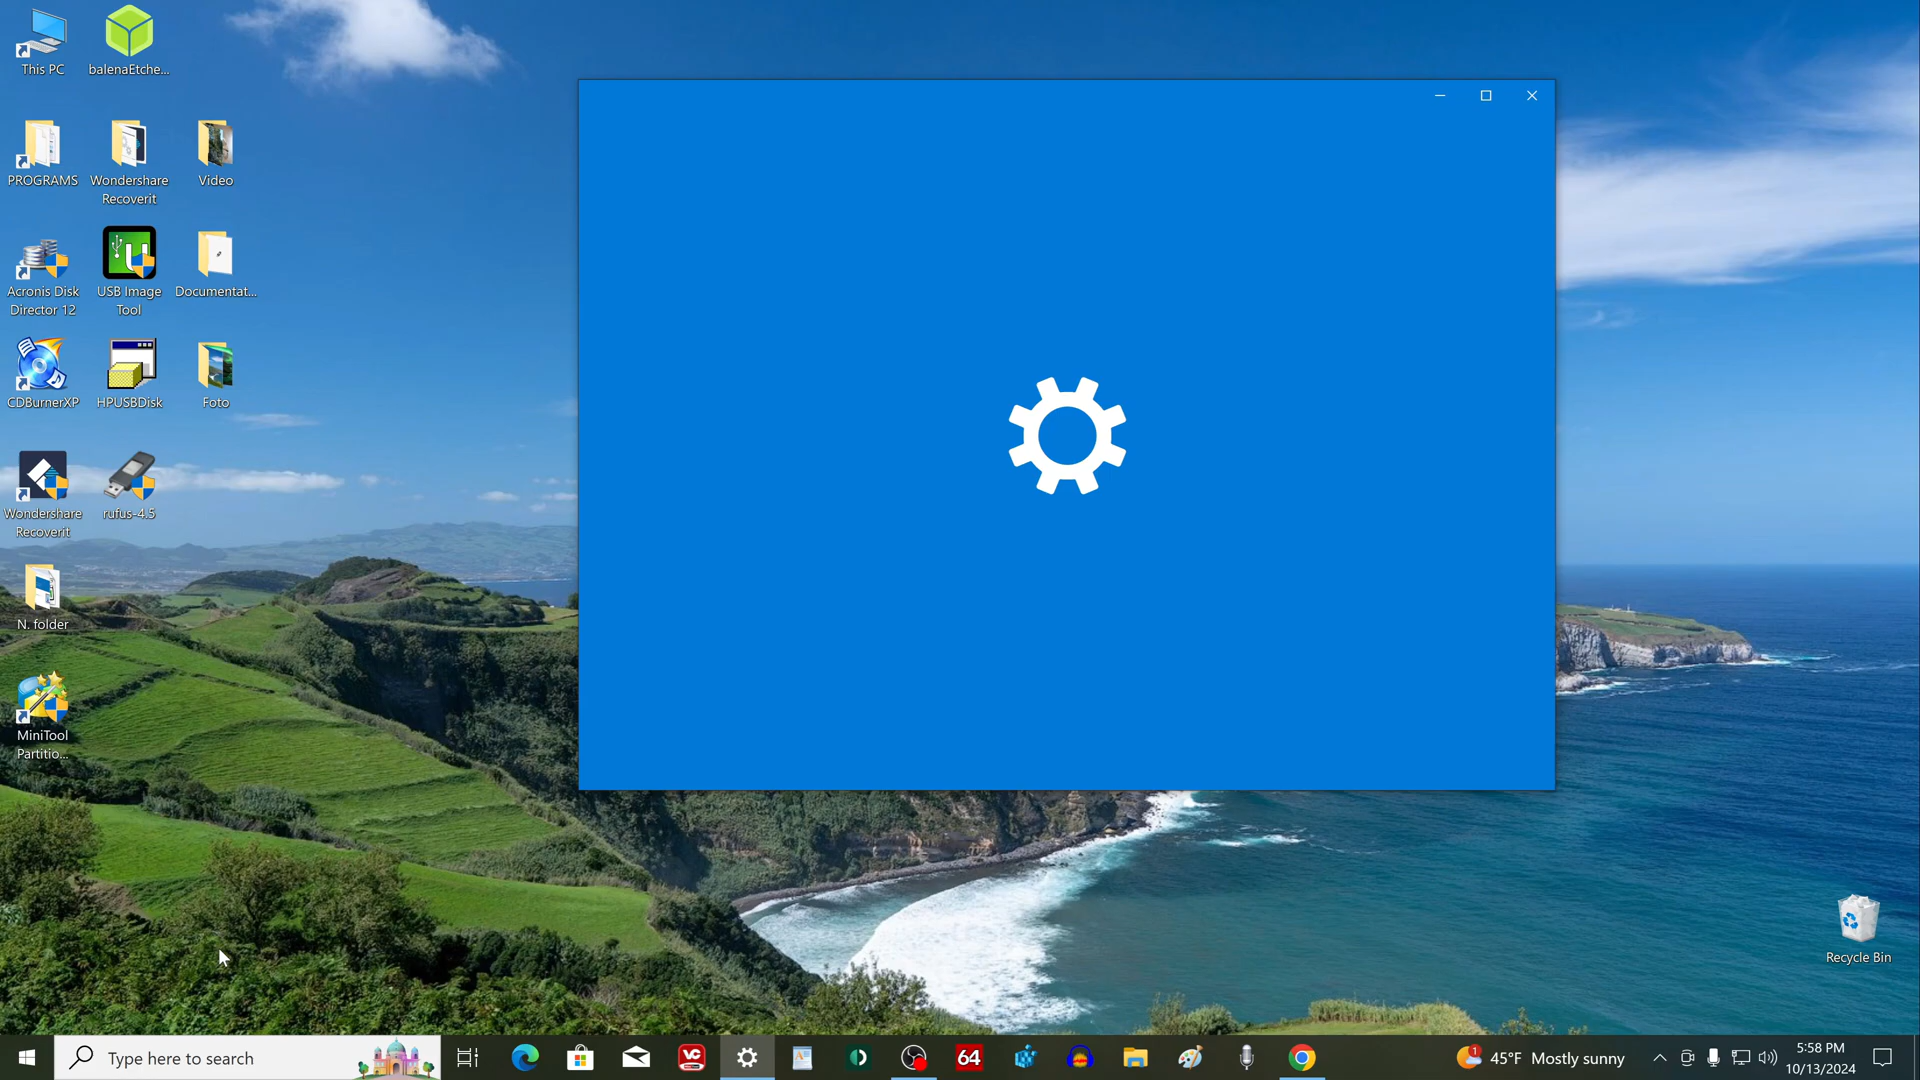 This PC
balenaEtche...
PROGRAMS
Wondershare
Recoverit
Video
Acronis Disk
Director 12
USB Image
Tool
Documentat...
CDBurnerXP
HPUSBDisk
Foto
Wondershare
Recoverit
rufus-4.5
N. folder
MiniTool
Partitio...
Recycle Bin
Type here to search
VC
64
1
45°F Mostly sunny
5:58 PM
10/13/2024